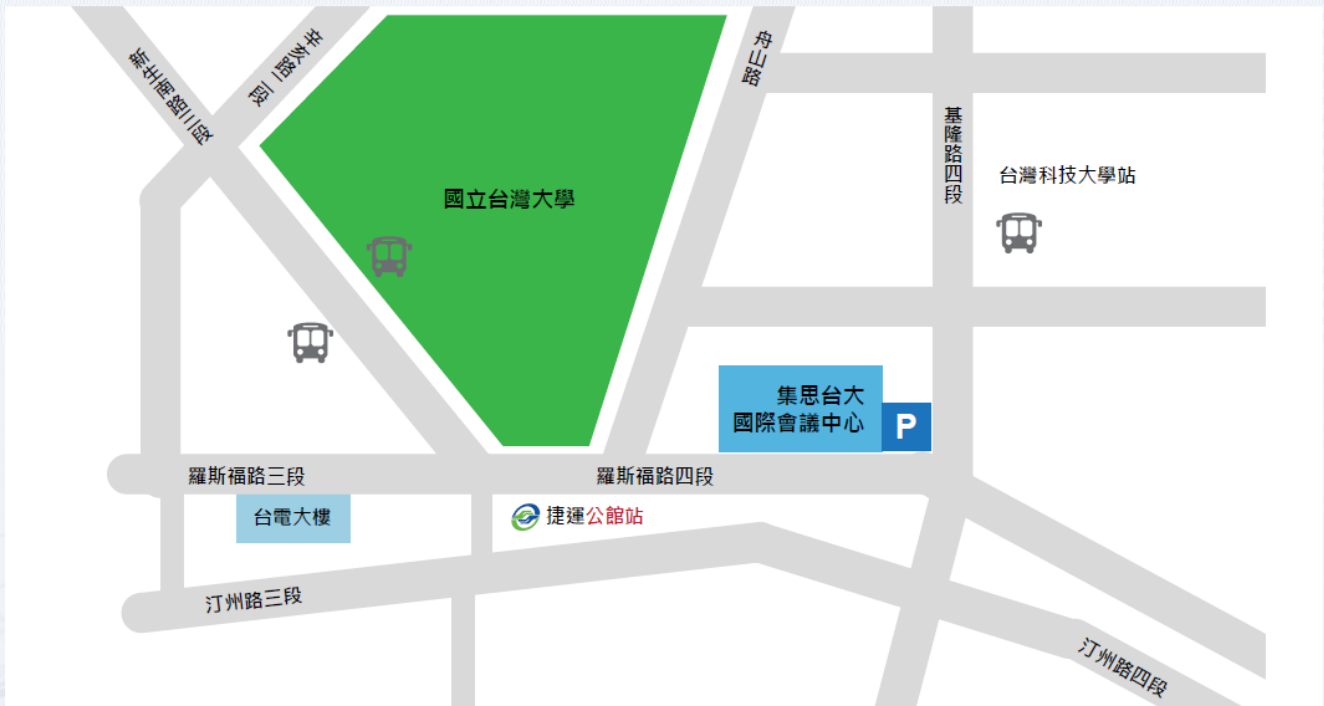 新生南路三段
辛亥路二段
舟山路
基隆路四段
台灣科技大學站
國立台灣大學
集思台大
國際會議中心
P
羅斯福路三段
羅斯福路四段
台電大樓
捷運公館站
汀州路三段
汀州路四段